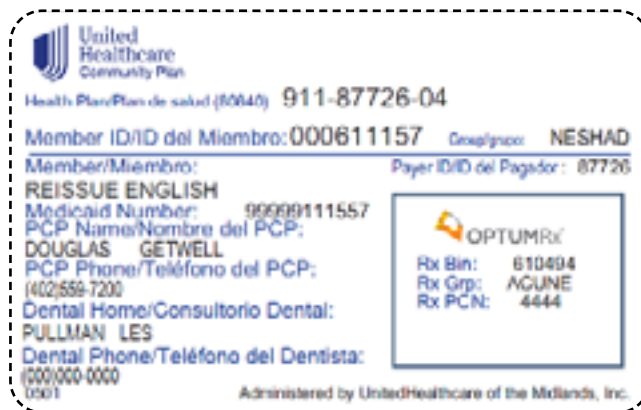 United
Healthcare
Community Plan
Health Plan/Plan de salud (80840) 911-87726-04
Member ID/ID del Miembro: 000611157 Group/grupo: NESHAD
Member/Miembro: Payer ID/ID del Pagador: 87726
REISSUE ENGLISH
Medicaid Number: 99999111557
PCP Name/Nombre del PCP:
DOUGLAS GETWELL
PCP Phone/Teléfono del PCP:
(402)559-7200
Dental Home/Consultorio Dental:
PULLMAN LES
Dental Phone/Teléfono del Dentista:
(000)000-0000
OPTUMRx
Rx Bin: 610494
Rx Grp: ACUNE
Rx PCN: 4444
0501 Administered by UnitedHealthcare of the Midlands, Inc.